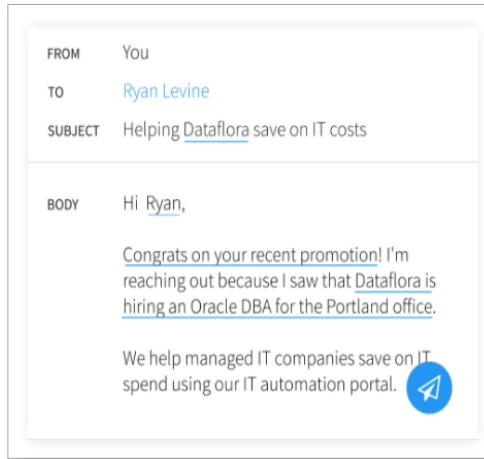 FROM You
TO Ryan Levine
SUBJECT Helping Dataflora save on IT costs
BODY Hi Ryan,
Congrats on your recent promotion! I'm
reaching out because I saw that Dataflora is
hiring an Oracle DBA for the Portland office.
We help managed IT companies save on IT
spend using our IT automation portal.